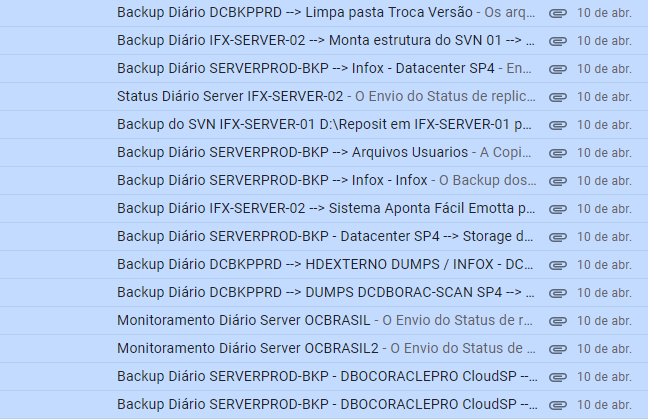 Backup Diário DCBKPPRD --> Limpa pasta Troca Versão - Os arq... 10 de abr.
Backup Diário IFX-SERVER-02 --> Monta estrutura do SVN 01 --> ... 10 de abr.
Backup Diário SERVERPROD-BKP --> Infox - Datacenter SP4 - En... 10 de abr.
Status Diário Server IFX-SERVER-02 - O Envio do Status de replic... 10 de abr.
Backup do SVN IFX-SERVER-01 D:\Reposit em IFX-SERVER-01 p... 10 de abr.
Backup Diário SERVERPROD-BKP --> Arquivos Usuarios - A Copi... 10 de abr.
Backup Diário SERVERPROD-BKP --> Infox - Infox - O Backup dos... 10 de abr.
Backup Diário IFX-SERVER-02 --> Sistema Aponta Fácil Emotta p... 10 de abr.
Backup Diário SERVERPROD-BKP - Datacenter SP4 --> Storage d... 10 de abr.
Backup Diário DCBKPPRD --> HDEXTERNO DUMPS / INFOX - DC... 10 de abr.
Backup Diário DCBKPPRD --> DUMPS DCDBORAC-SCAN SP4 --> ... 10 de abr.
Monitoramento Diário Server OCBRASIL - O Envio do Status de r... 10 de abr.
Monitoramento Diário Server OCBRASIL2 - O Envio do Status de ... 10 de abr.
Backup Diário SERVERPROD-BKP - DBOCORACLEPRO CloudSP --... 10 de abr.
Backup Diário SERVERPROD-BKP - DBOCORACLEPRO CloudSP --... 10 de abr.